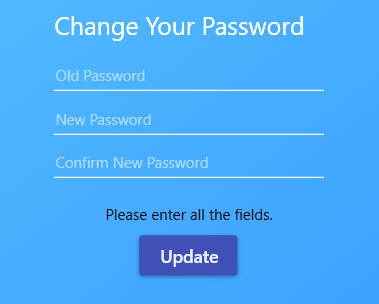 Change Your Password
Old Password
New Password
Confirm New Password
Please enter all the fields.
Update